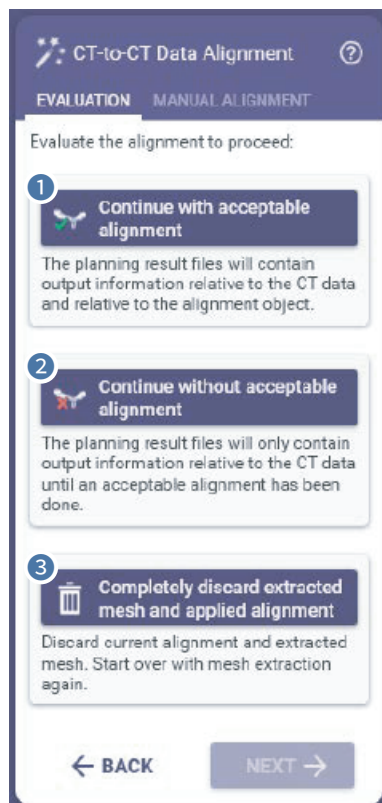 CT-to-CT Data Alignment ?
EVALUATION MANUAL ALIGNMENT
Evaluate the alignment to proceed:
1
Continue with acceptable
alignment
The planning result files will contain
output information relative to the CT data
and relative to the alignment object.
2
Continue without acceptable
alignment
The planning result files will only contain
output information relative to the CT data
until an acceptable alignment has been
done.
3
Completely discard extracted
mesh and applied alignment
Discard current alignment and extracted
mesh. Start over with mesh extraction
again.
← BACK NEXT →